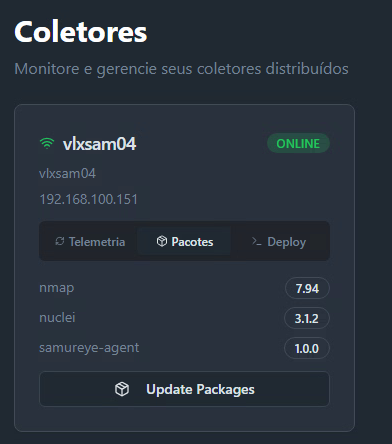 Coletores
Monitore e gerencie seus coletores distribuídos
vlxsam04
ONLINE
vlxsam04
192.168.100.151
Telemetria
Pacotes
Deploy
nmap
7.94
nuclei
3.1.2
samureye-agent
1.0.0
Update Packages